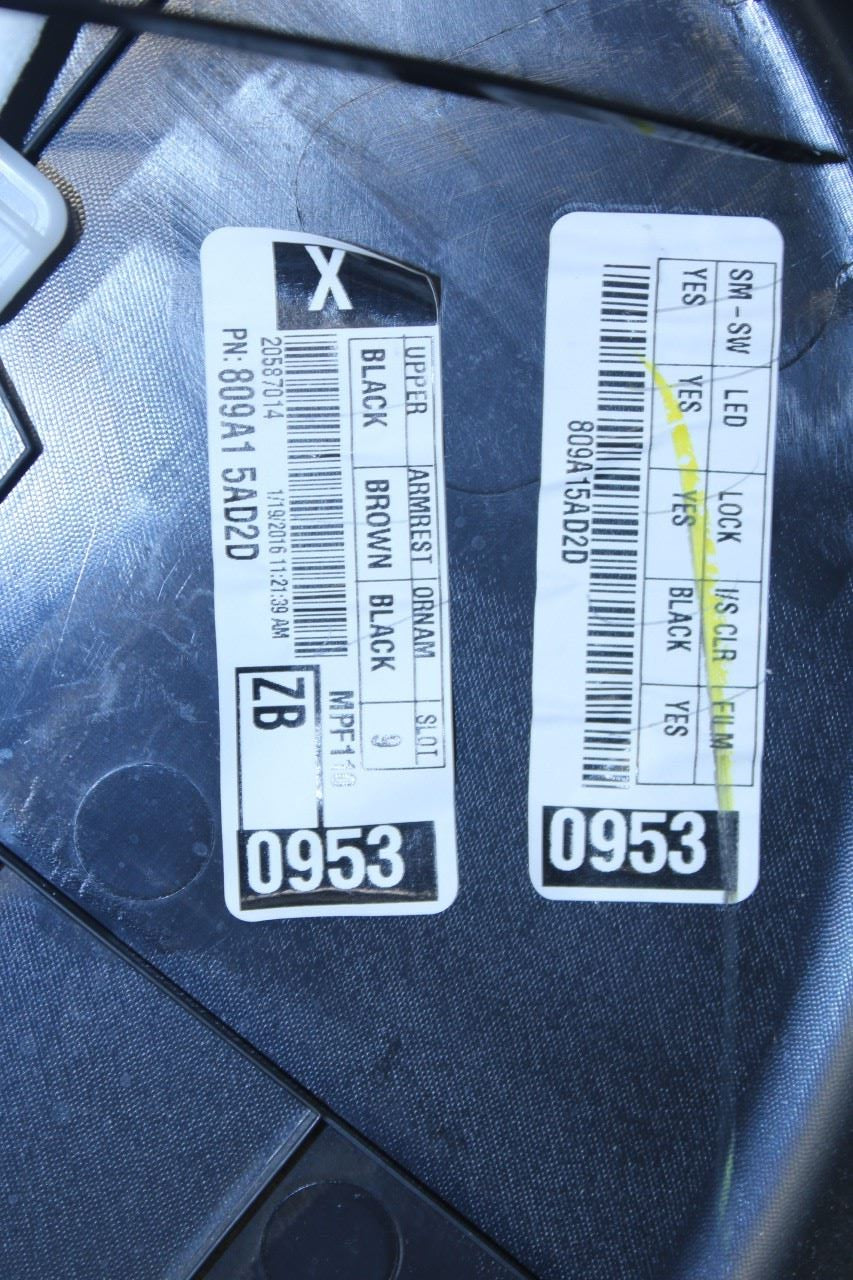 X
UPPER ARMREST ORNAM SLOT
BLACK BROWN BLACK 9
MPF110
20587014 1/19/2016 11:21:39 AM
PN: 809A1 5AD2D
ZB
0953
SM-SW LED LOCK I/S CLR FILM
YES YES YES BLACK YES
809A15AD2D
0953